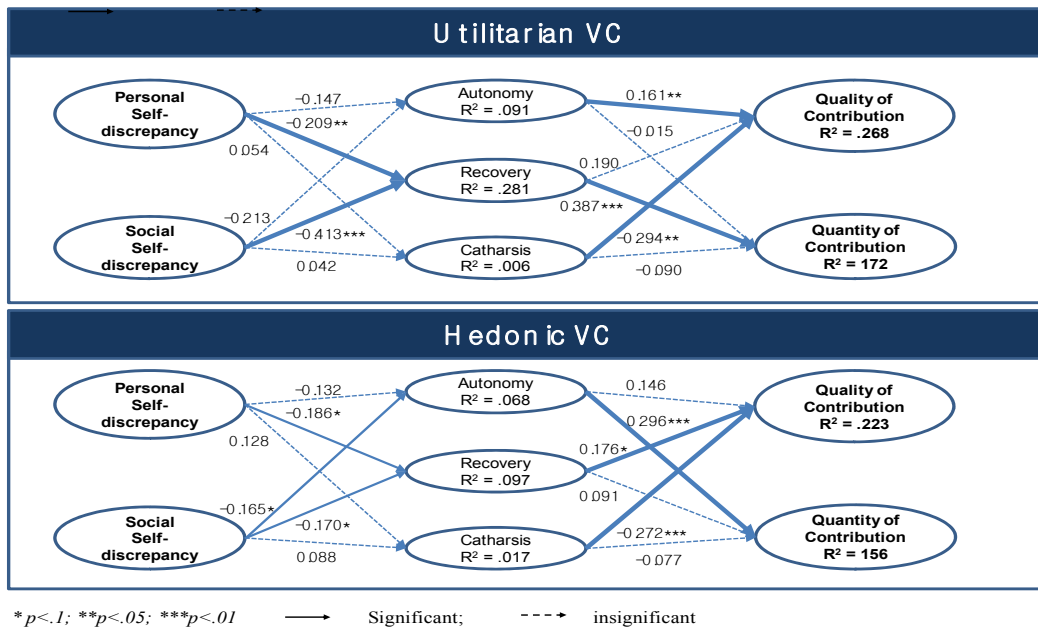 Utilitarian VC
Personal
Self-
discrepancy
Social
Self-
discrepancy
-0.147
-0.209**
0.054
-0.213
-0.413***
0.042
Autonomy
R² = .091
Recovery
R² = .281
Catharsis
R² = .006
0.161**
-0.015
0.190
0.387***
-0.294**
-0.090
Quality of
Contribution
R² = .268
Quantity of
Contribution
R² = 172
Hedonic VC
Personal
Self-
discrepancy
Social
Self-
discrepancy
-0.132
-0.186*
0.128
-0.165*
-0.170*
0.088
Autonomy
R² = .068
Recovery
R² = .097
Catharsis
R² = .017
0.146
0.296***
0.176*
0.091
-0.272***
-0.077
Quality of
Contribution
R² = .223
Quantity of
Contribution
R² = 156
* p<.1; **p<.05; ***p<.01 Significant; insignificant